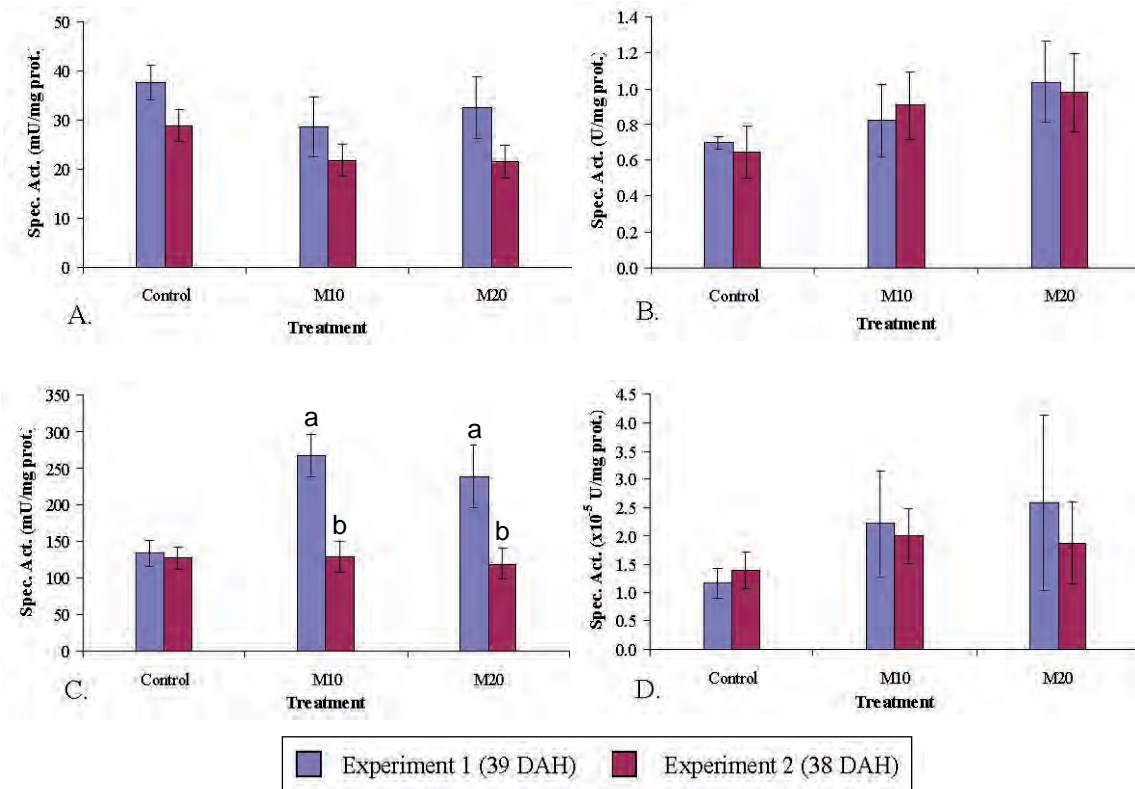 50
40
30
20
10
0
Spec. Act. (mU/mg prot.)
Control M10 M20
A.
Treatment
1.4
1.2
1.0
0.8
0.6
0.4
0.2
0.0
Spec. Act. (U/mg prot.)
Control M10 M20
B.
Treatment
350
300
250
200
150
100
50
0
Spec. Act. (mU/mg prot.)
a
b
a
b
Control M10 M20
C.
Treatment
4.5
4.0
3.5
3.0
2.5
2.0
1.5
1.0
0.5
0.0
Spec. Act. (x10⁻⁵ U/mg prot.)
Control M10 M20
D.
Treatment
Experiment 1 (39 DAH) Experiment 2 (38 DAH)